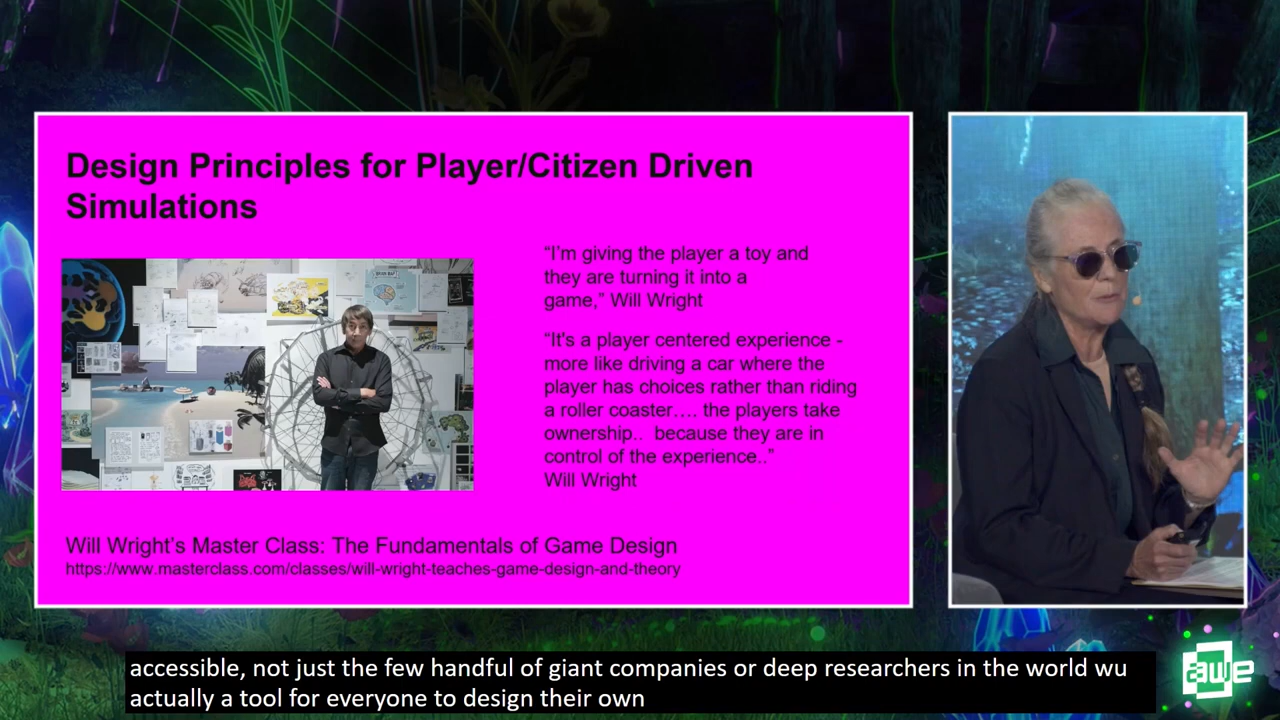 Design Principles for Player/Citizen Driven
Simulations
“I’m giving the player a toy and
they are turning it into a
game,” Will Wright
“It's a player centered experience -
more like driving a car where the
player has choices rather than riding
a roller coaster…. the players take
ownership..  because they are in
control of the experience..”
Will Wright
Will Wright’s Master Class: The Fundamentals of Game Design
https://www.masterclass.com/classes/will-wright-teaches-game-design-and-theory
accessible, not just the few handful of giant companies or deep researchers in the world wu
actually a tool for everyone to design their own
awe